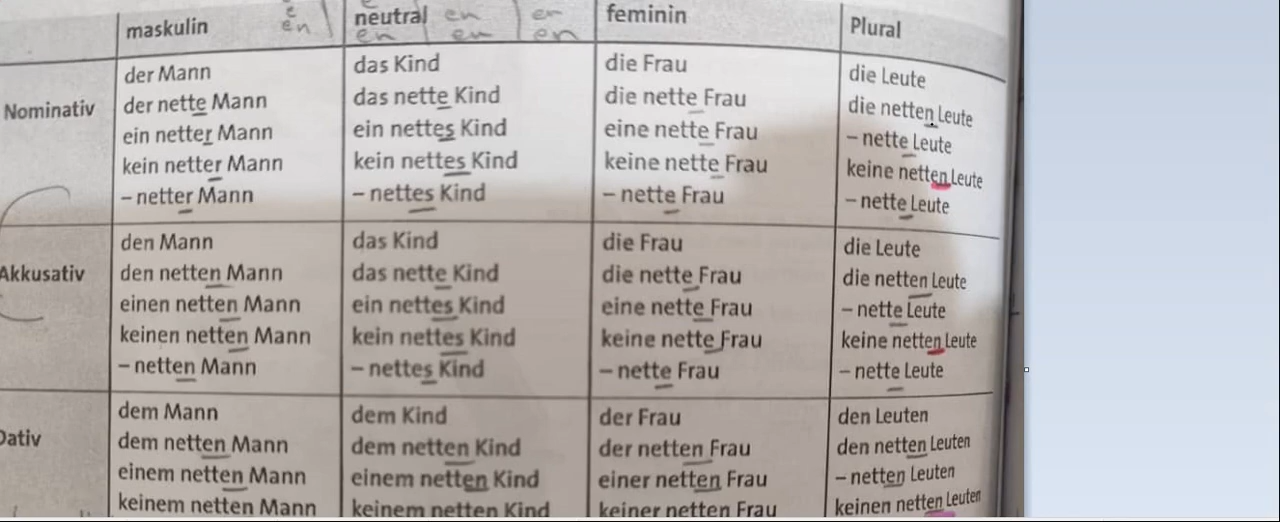 maskulin neutral feminin Plural
e
en en en
en en en
Nominativ
der Mann das Kind die Frau die Leute
der nette Mann das nette Kind die nette Frau die netten Leute
ein netter Mann ein nettes Kind eine nette Frau – nette Leute
kein netter Mann kein nettes Kind keine nette Frau keine netten Leute
– netter Mann – nettes Kind – nette Frau – nette Leute
Akkusativ
den Mann das Kind die Frau die Leute
den netten Mann das nette Kind die nette Frau die netten Leute
einen netten Mann ein nettes Kind eine nette Frau – nette Leute
keinen netten Mann kein nettes Kind keine nette Frau keine netten Leute
– netten Mann – nettes Kind – nette Frau – nette Leute
Dativ
dem Mann dem Kind der Frau den Leuten
dem netten Mann dem netten Kind der netten Frau den netten Leuten
einem netten Mann einem netten Kind einer netten Frau – netten Leuten
keinem netten Mann keinem netten Kind keiner netten Frau keinen netten Leuten